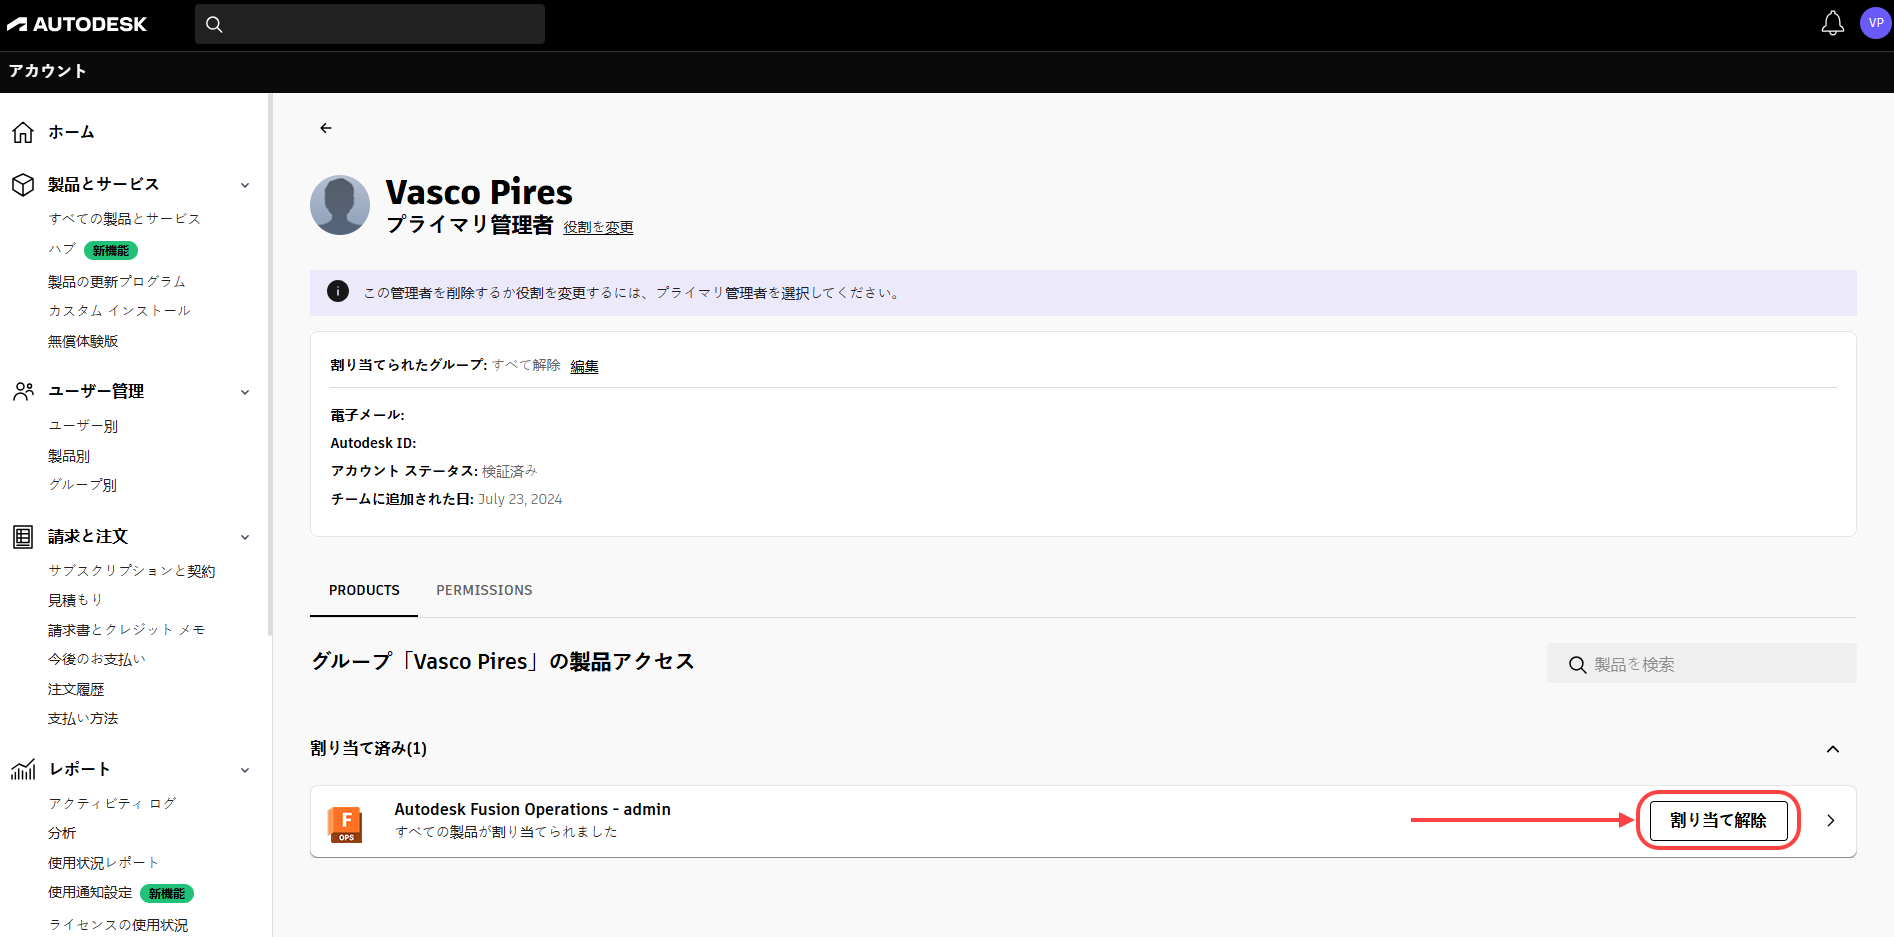 AUTODESK
VP
アカウント
ホーム
製品とサービス
すべての製品とサービス
ハブ 新機能
製品の更新プログラム
カスタム インストール
無償体験版
ユーザー管理
ユーザー別
製品別
グループ別
請求と注文
サブスクリプションと契約
見積もり
請求書とクレジット メモ
今後のお支払い
注文履歴
支払い方法
レポート
アクティビティ ログ
分析
使用状況レポート
使用通知設定 新機能
ライセンスの使用状況
Vasco Pires
プライマリ管理者 役割を変更
この管理者を削除するか役割を変更するには、プライマリ管理者を選択してください。
割り当てられたグループ: すべて解除 編集
電子メール:
Autodesk ID:
アカウント ステータス: 検証済み
チームに追加された日: July 23, 2024
PRODUCTS PERMISSIONS
グループ「Vasco Pires」の製品アクセス
製品を検索
割り当て済み(1)
F
OPS
Autodesk Fusion Operations - admin
すべての製品が割り当てられました
割り当て解除